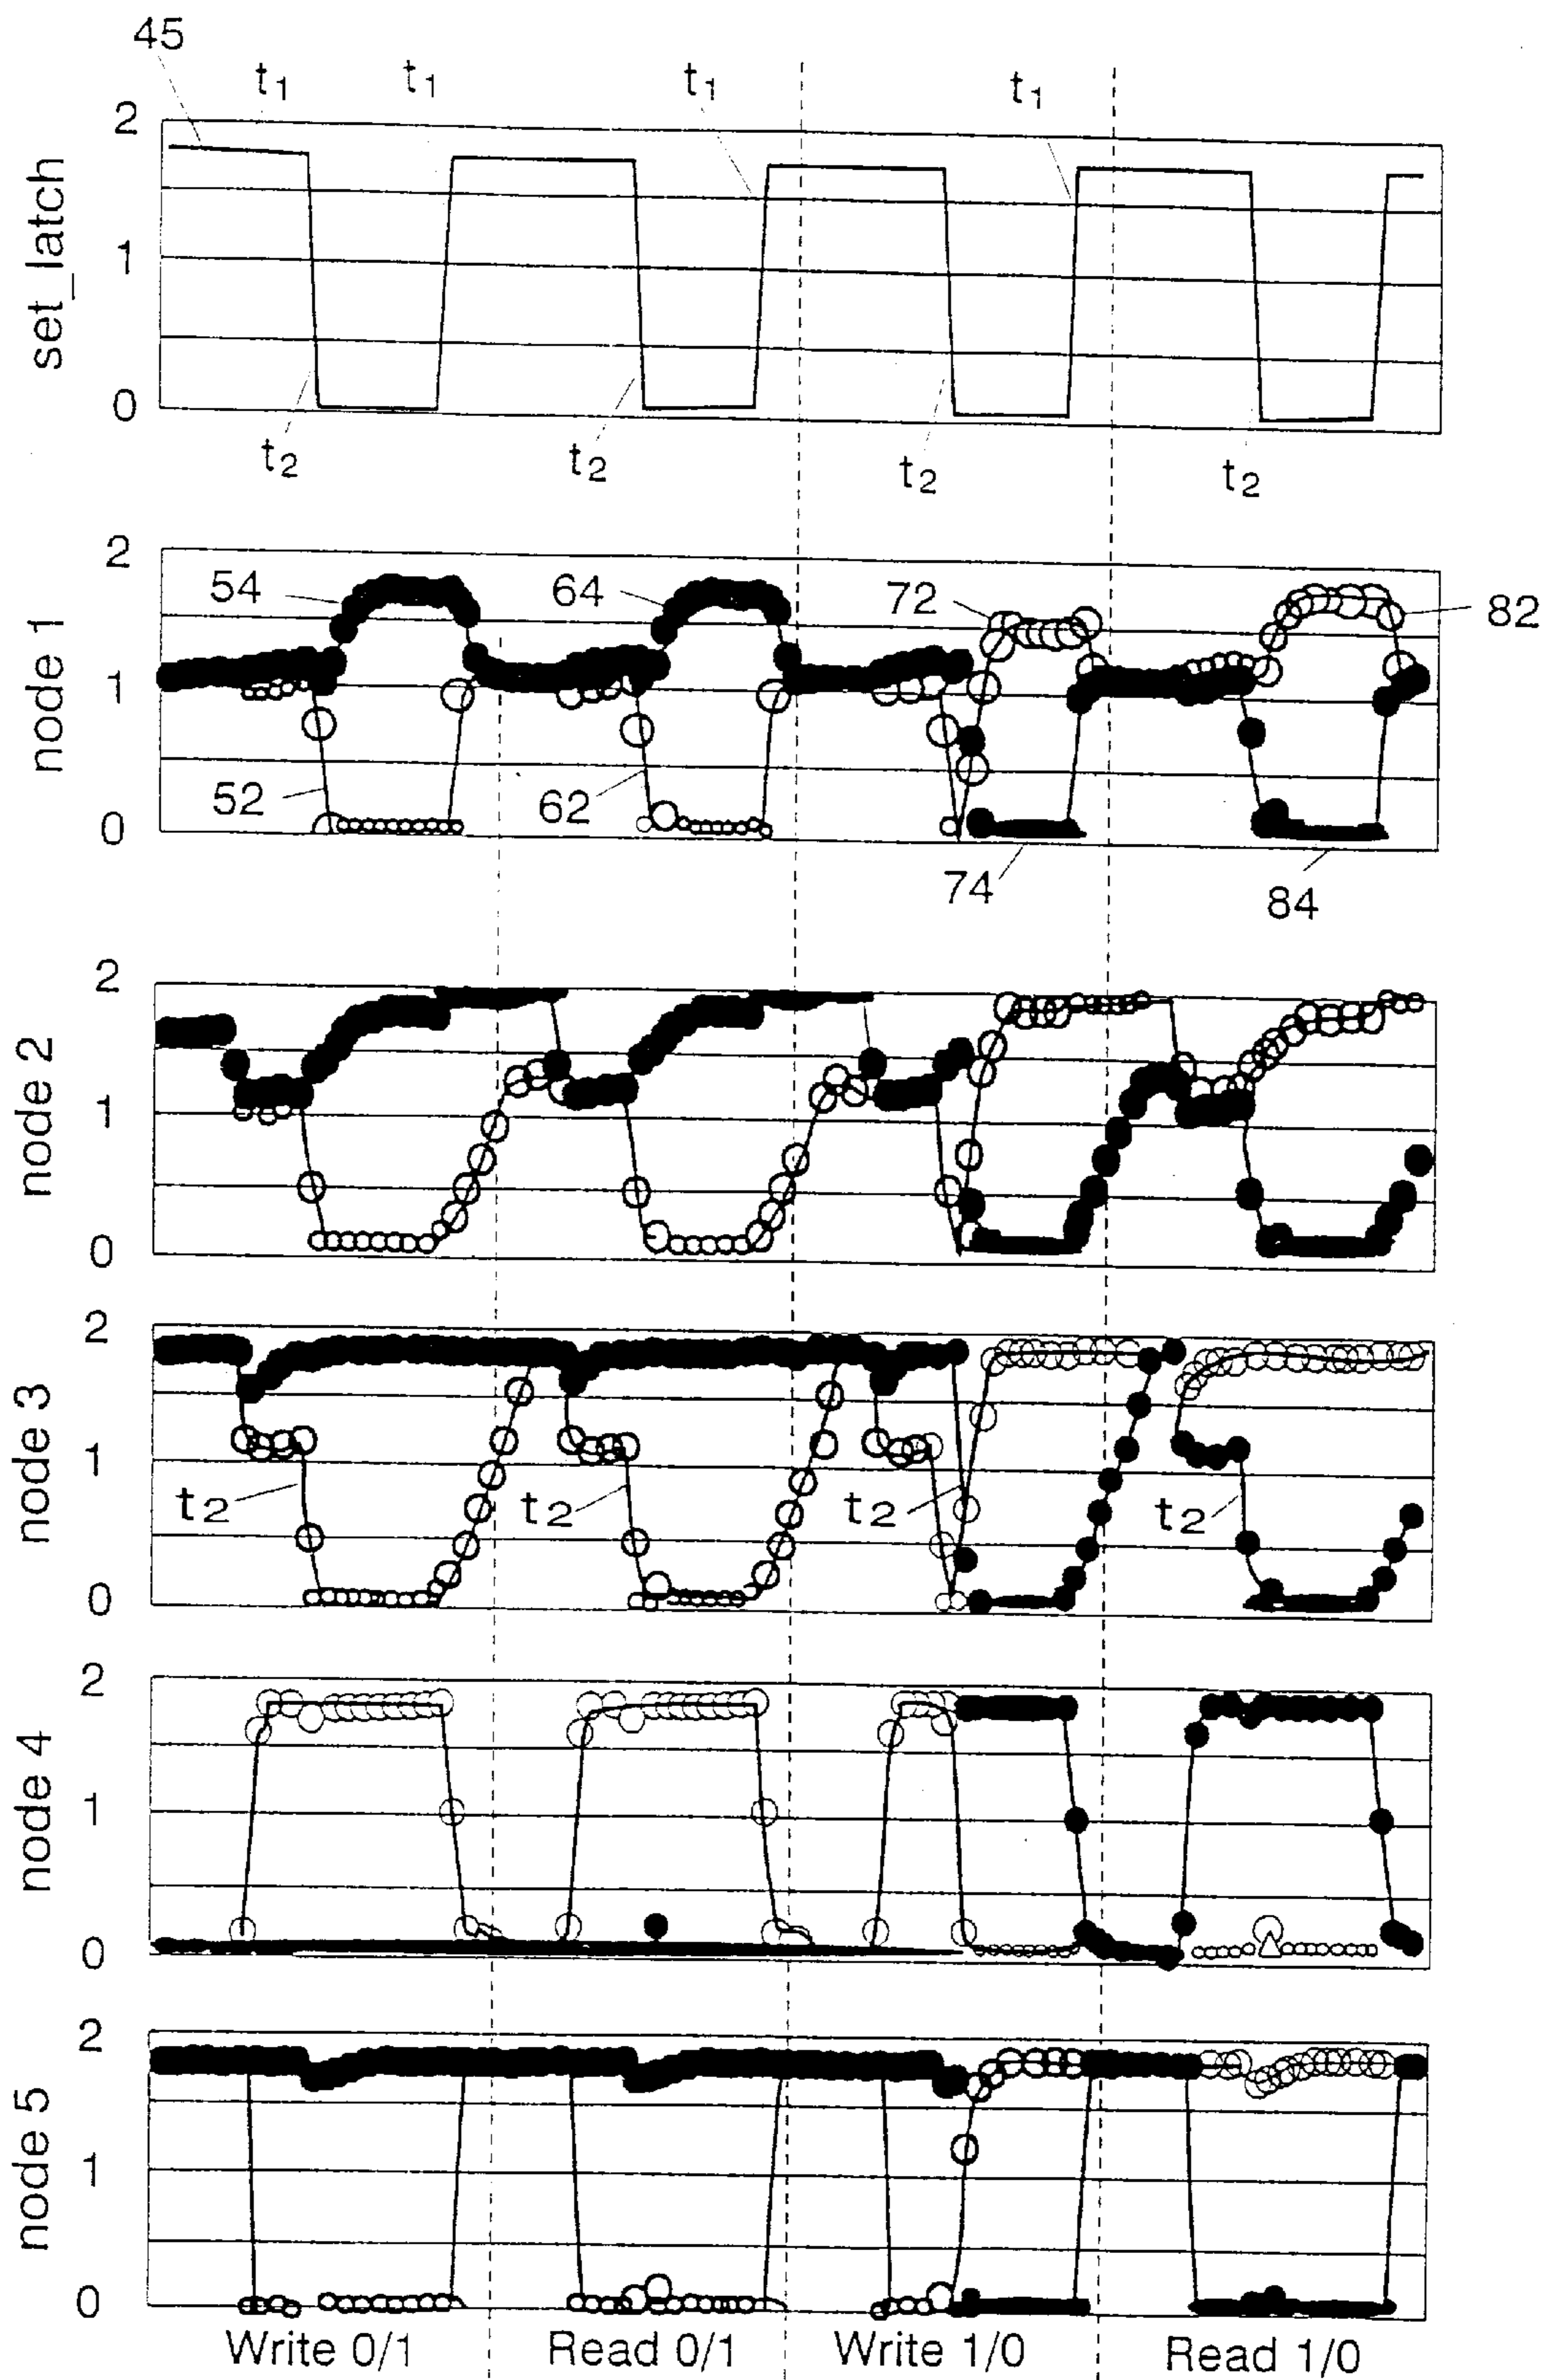 45
t1 t1 t1 t1
2
1
0
set_latch
t2 t2 t2 t2
2
1
0
node 1
54 64 72 82
52 62 74 84
2
1
0
node 2
2
1
0
node 3
t2 t2 t2 t2
2
1
0
node 4
2
1
0
node 5
Write 0/1 Read 0/1 Write 1/0 Read 1/0